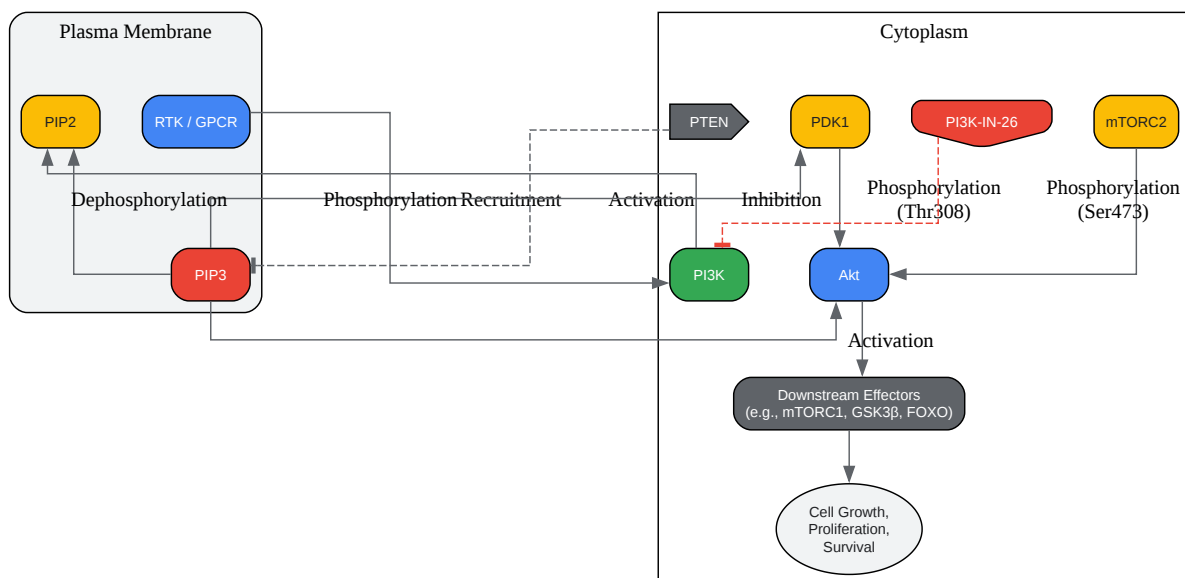 Plasma Membrane
Cytoplasm
PIP2
RTK / GPCR
PTEN
PDK1
PI3K-IN-26
mTORC2
Dephosphorylation
Phosphorylation
Recruitment
Activation
Inhibition
Phosphorylation
(Thr308)
Phosphorylation
(Ser473)
PIP3
PI3K
Akt
Activation
Downstream Effectors
(e.g., mTORC1, GSK3β, FOXO)
Cell Growth,
Proliferation,
Survival